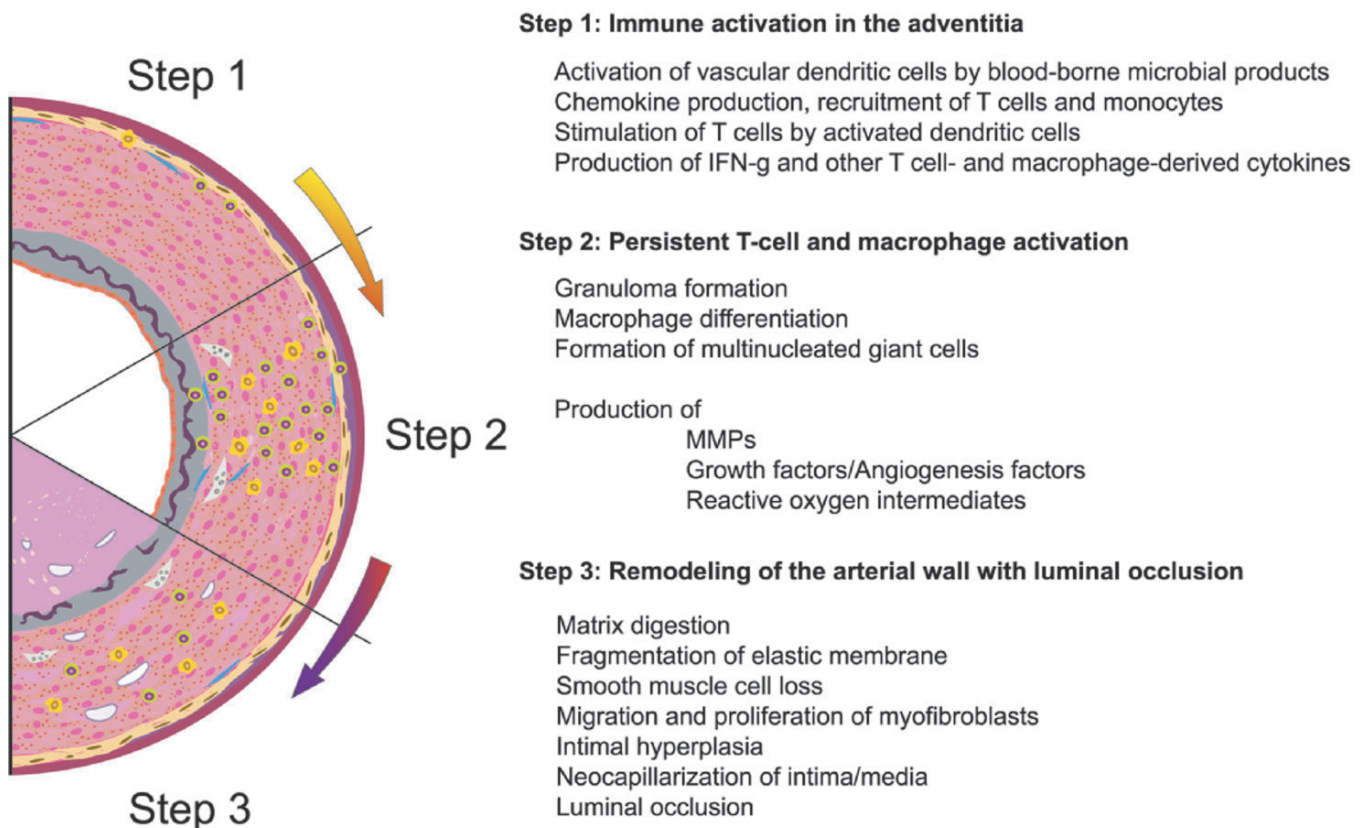 Step 1
Step 2
Step 3
Step 1: Immune activation in the adventitia
Activation of vascular dendritic cells by blood-borne microbial products
Chemokine production, recruitment of T cells and monocytes
Stimulation of T cells by activated dendritic cells
Production of IFN-g and other T cell- and macrophage-derived cytokines
Step 2: Persistent T-cell and macrophage activation
Granuloma formation
Macrophage differentiation
Formation of multinucleated giant cells
Production of
MMPs
Growth factors/Angiogenesis factors
Reactive oxygen intermediates
Step 3: Remodeling of the arterial wall with luminal occlusion
Matrix digestion
Fragmentation of elastic membrane
Smooth muscle cell loss
Migration and proliferation of myofibroblasts
Intimal hyperplasia
Neocapillarization of intima/media
Luminal occlusion